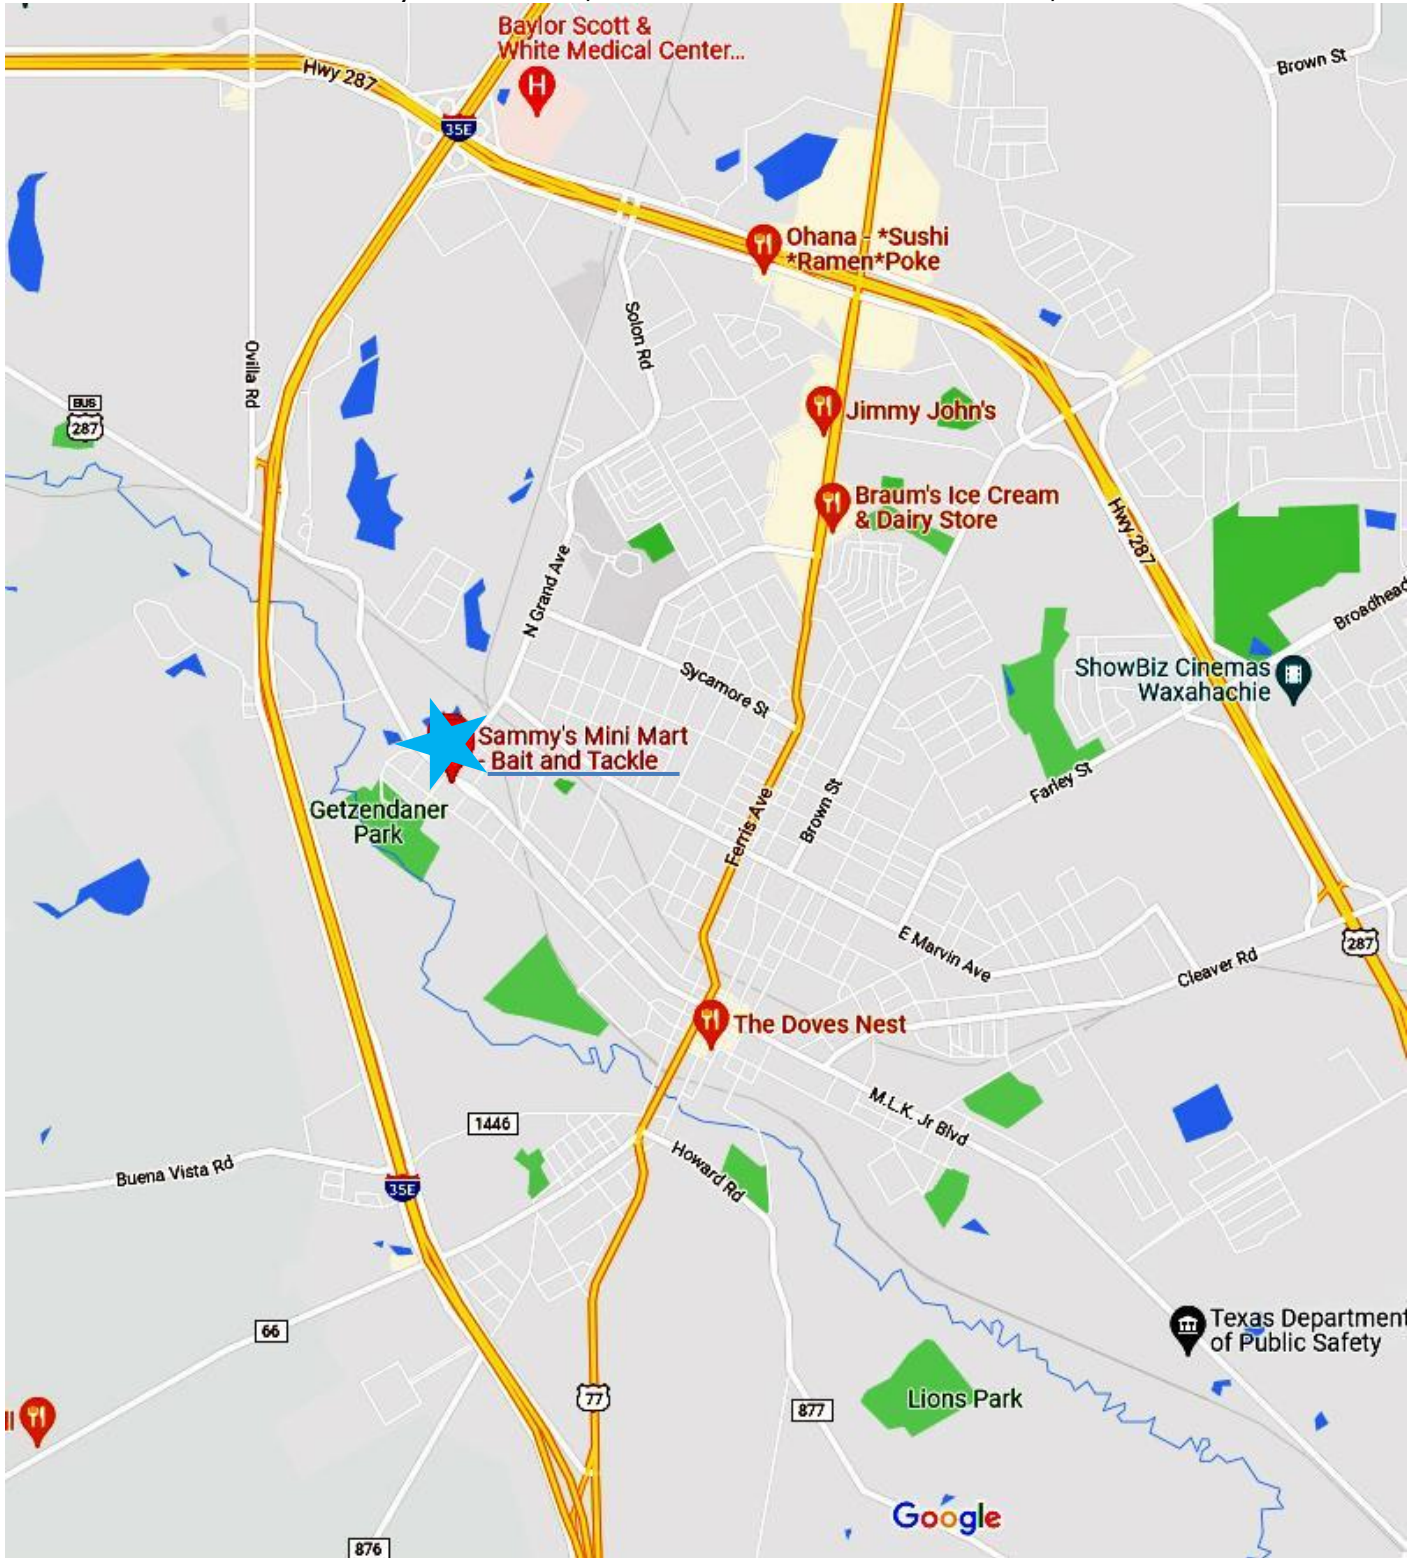 Baylor Scott &
White Medical Center...
H
Brown St
Hwy 287
35E
Ohana - *Sushi
*Ramen*Poke
Solon Rd
Ovilla Rd
BUS
287
Jimmy John's
Braum's Ice Cream
& Dairy Store
Hwy 287
N Grand Ave
Broadhead
ShowBiz Cinemas
Waxahachie
Sycamore St
Sammy's Mini Mart
- Bait and Tackle
Farley St
Getzendaner
Park
Ferris Ave
Brown St
E Marvin Ave
287
Cleaver Rd
The Doves Nest
M.L.K. Jr Blvd
1446
Howard Rd
Buena Vista Rd
35E
66
Texas Department
of Public Safety
77
877
Lions Park
Google
876